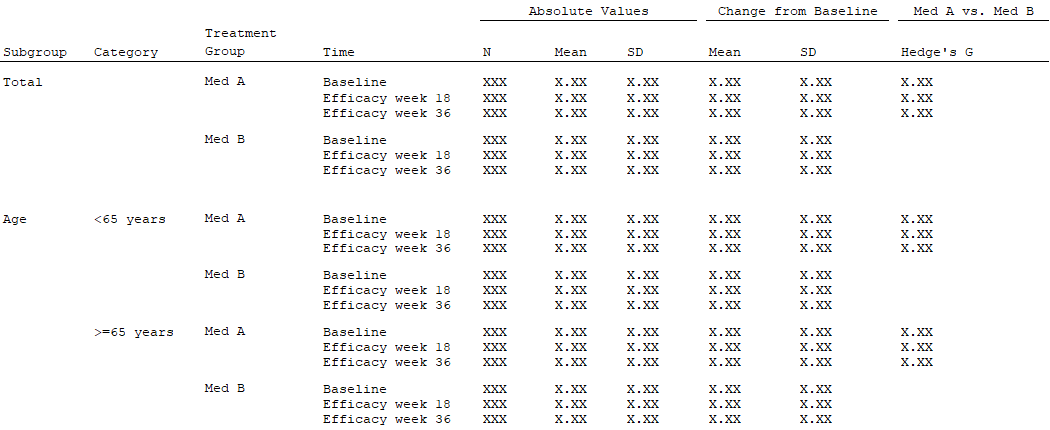 Absolute Values Change from Baseline Med A vs. Med B
Treatment
Subgroup Category Group Time N Mean SD Mean SD Hedge's G
Total Med A Baseline XXX X.XX X.XX X.XX X.XX X.XX
Efficacy week 18 XXX X.XX X.XX X.XX X.XX X.XX
Efficacy week 36 XXX X.XX X.XX X.XX X.XX X.XX
Med B Baseline XXX X.XX X.XX X.XX X.XX
Efficacy week 18 XXX X.XX X.XX X.XX X.XX
Efficacy week 36 XXX X.XX X.XX X.XX X.XX
Age <65 years Med A Baseline XXX X.XX X.XX X.XX X.XX X.XX
Efficacy week 18 XXX X.XX X.XX X.XX X.XX X.XX
Efficacy week 36 XXX X.XX X.XX X.XX X.XX X.XX
Med B Baseline XXX X.XX X.XX X.XX X.XX
Efficacy week 18 XXX X.XX X.XX X.XX X.XX
Efficacy week 36 XXX X.XX X.XX X.XX X.XX
>=65 years Med A Baseline XXX X.XX X.XX X.XX X.XX X.XX
Efficacy week 18 XXX X.XX X.XX X.XX X.XX X.XX
Efficacy week 36 XXX X.XX X.XX X.XX X.XX X.XX
Med B Baseline XXX X.XX X.XX X.XX X.XX
Efficacy week 18 XXX X.XX X.XX X.XX X.XX
Efficacy week 36 XXX X.XX X.XX X.XX X.XX